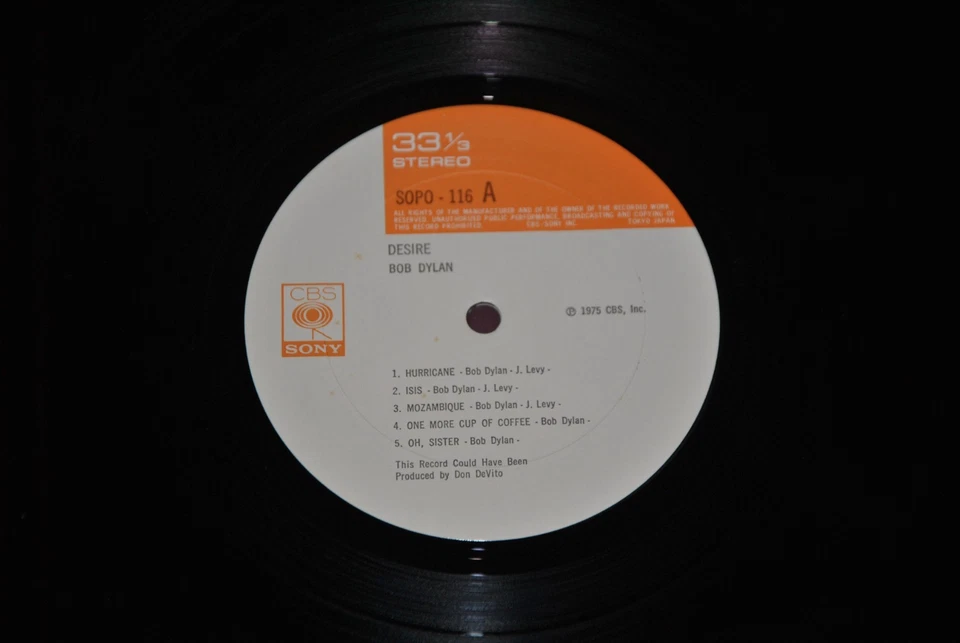 33 1/3
STEREO
SOPO - 116 A
ALL RIGHTS OF THE MANUFACTURER AND OF THE OWNER OF THE RECORDED WORK
RESERVED. UNAUTHORIZED PUBLIC PERFORMANCE, BROADCASTING AND COPYING OF
THIS RECORD PROHIBITED. CBS/SONY INC. TOKYO JAPAN
DESIRE
BOB DYLAN
CBS
SONY
℗ 1975 CBS, Inc.
1. HURRICANE - Bob Dylan - J. Levy -
2. ISIS - Bob Dylan - J. Levy -
3. MOZAMBIQUE - Bob Dylan - J. Levy -
4. ONE MORE CUP OF COFFEE - Bob Dylan -
5. OH, SISTER - Bob Dylan -
This Record Could Have Been
Produced by Don DeVito